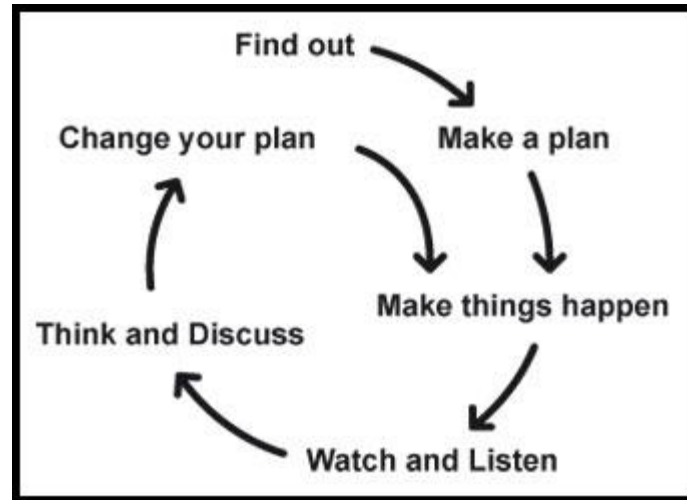 Find out
Change your plan
Make a plan
Make things happen
Think and Discuss
Watch and Listen